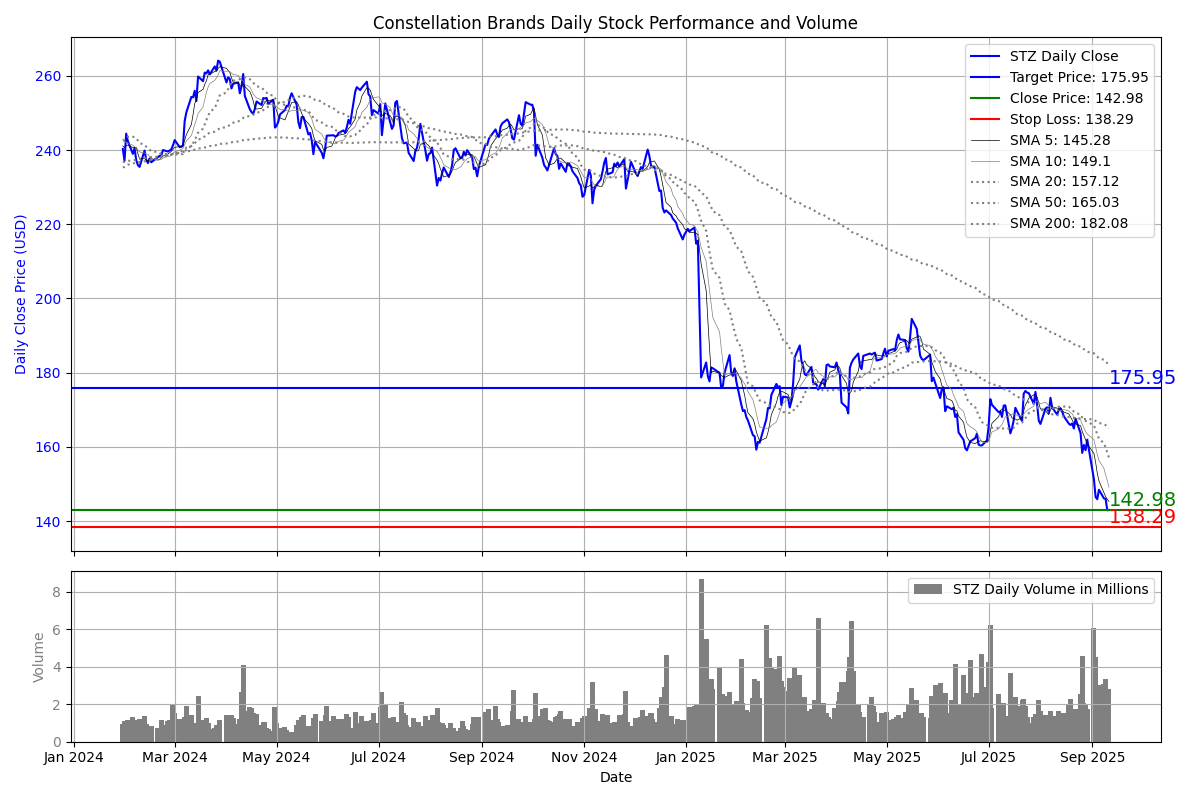 Constellation Brands Daily Stock Performance and Volume
Daily Close Price (USD)
260
240
220
200
180
160
140
STZ Daily Close
Target Price: 175.95
Close Price: 142.98
Stop Loss: 138.29
SMA 5: 145.28
SMA 10: 149.1
SMA 20: 157.12
SMA 50: 165.03
SMA 200: 182.08
175.95
142.98
138.29
Volume
8
6
4
2
0
STZ Daily Volume in Millions
Jan 2024 Mar 2024 May 2024 Jul 2024 Sep 2024 Nov 2024 Jan 2025 Mar 2025 May 2025 Jul 2025 Sep 2025
Date